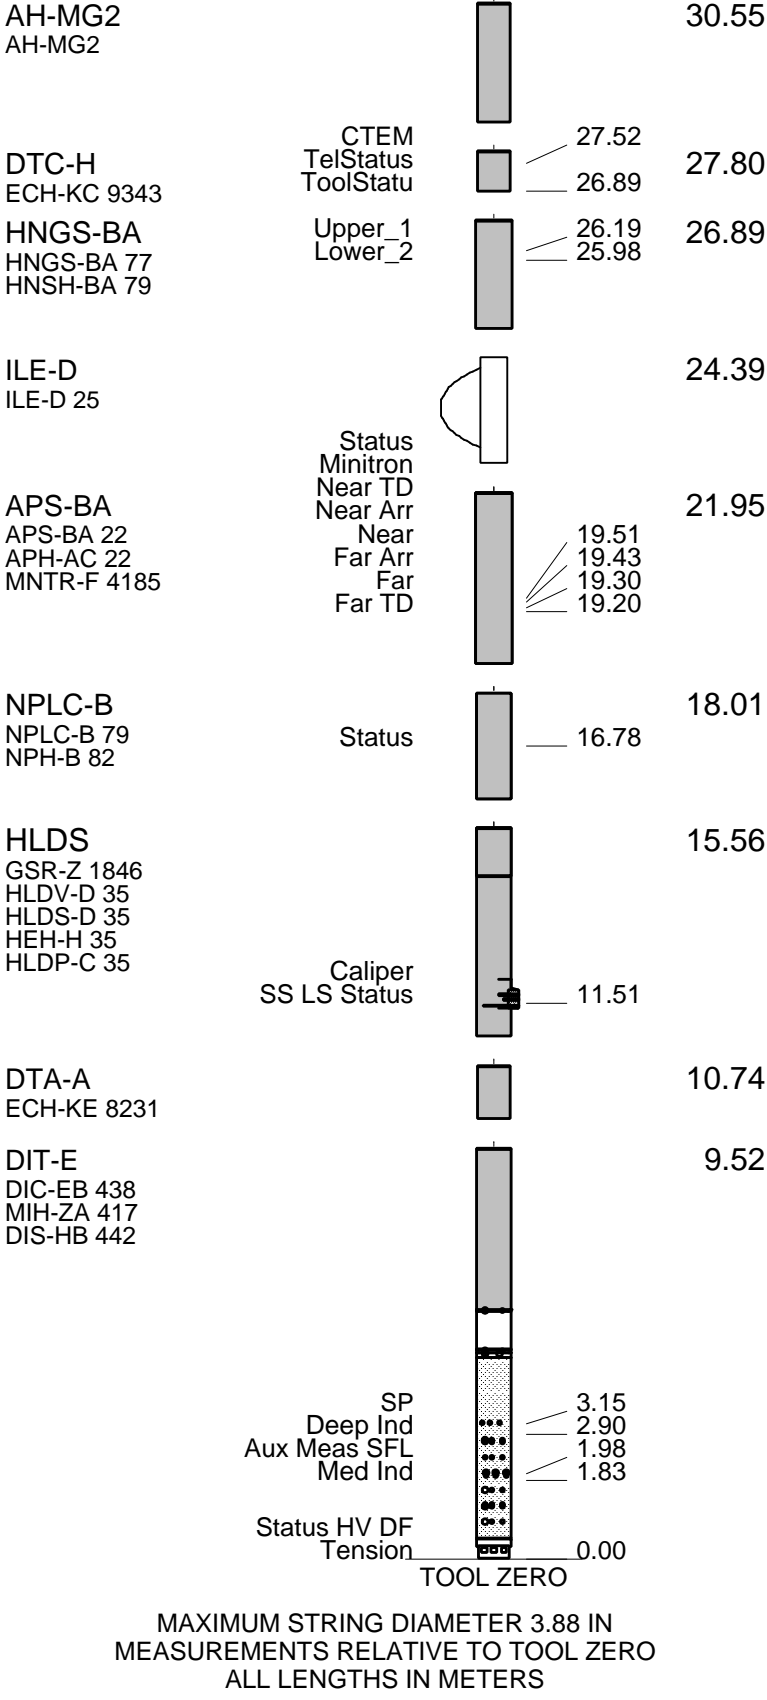 AH-MG2 30.55
AH-MG2
CTEM 27.52
DTC-H TelStatus 27.80
ECH-KC 9343 ToolStatu 26.89
HNGS-BA Upper_1 26.19 26.89
HNGS-BA 77 Lower_2 25.98
HNSH-BA 79
ILE-D 24.39
ILE-D 25
Status
Minitron
Near TD
APS-BA Near Arr 21.95
APS-BA 22 Near 19.51
APH-AC 22 Far Arr 19.43
MNTR-F 4185 Far 19.30
Far TD 19.20
NPLC-B 18.01
NPLC-B 79 Status 16.78
NPH-B 82
HLDS 15.56
GSR-Z 1846
HLDV-D 35
HLDS-D 35
HEH-H 35
HLDP-C 35
Caliper
SS LS Status 11.51
DTA-A 10.74
ECH-KE 8231
DIT-E 9.52
DIC-EB 438
MIH-ZA 417
DIS-HB 442
SP 3.15
Deep Ind 2.90
Aux Meas SFL 1.98
Med Ind 1.83
Status HV DF
Tension 0.00
TOOL ZERO
MAXIMUM STRING DIAMETER 3.88 IN
MEASUREMENTS RELATIVE TO TOOL ZERO
ALL LENGTHS IN METERS